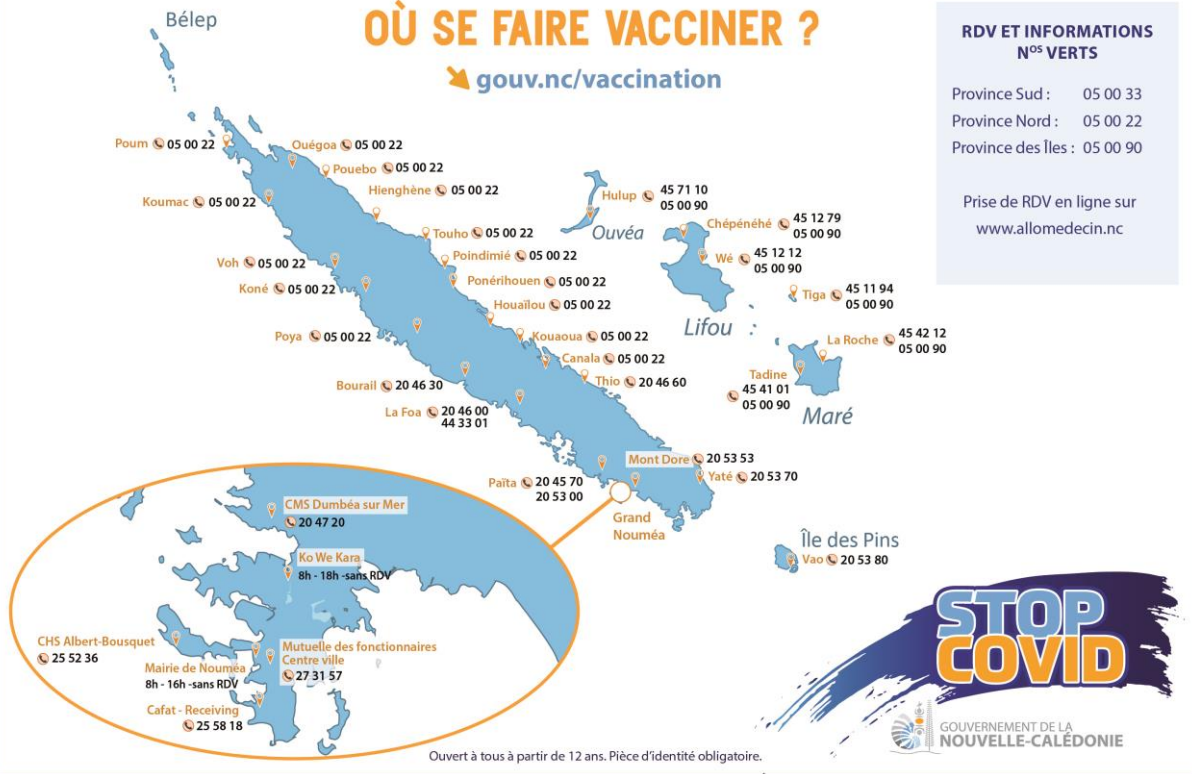 OÙ SE FAIRE VACCINER ?
gouv.nc/vaccination
RDV ET INFORMATIONS
NOS VERTS
Province Sud : 05 00 33
Province Nord : 05 00 22
Province des Îles : 05 00 90
Prise de RDV en ligne sur
www.allomedecin.nc
Bélep
Poum 05 00 22
Ouégoa 05 00 22
Pouebo 05 00 22
Hienghène 05 00 22
Koumac 05 00 22
Touho 05 00 22
Poindimié 05 00 22
Voh 05 00 22
Ponérihouen 05 00 22
Koné 05 00 22
Houaïlou 05 00 22
Poya 05 00 22
Kouaoua 05 00 22
Canala 05 00 22
Thio 20 46 60
Bourail 20 46 30
La Foa 20 46 00
44 33 01
Hulup 45 71 10
05 00 90
Ouvéa
Chépénéhé 45 12 79
05 00 90
Wé 45 12 12
05 00 90
Lifou
Tiga 45 11 94
05 00 90
La Roche 45 42 12
05 00 90
Tadine
45 41 01
05 00 90
Maré
Mont Dore 20 53 53
Yaté 20 53 70
Païta 20 45 70
20 53 00
Grand
Nouméa
Île des Pins
Vao 20 53 80
CMS Dumbéa sur Mer
20 47 20
Ko We Kara
8h - 18h -sans RDV
CHS Albert-Bousquet
25 52 36
Mutuelle des fonctionnaires
Centre ville
27 31 57
Mairie de Nouméa
8h - 16h -sans RDV
Cafat - Receiving
25 58 18
STOP
COVID
GOUVERNEMENT DE LA
NOUVELLE-CALÉDONIE
Ouvert à tous à partir de 12 ans. Pièce d'identité obligatoire.